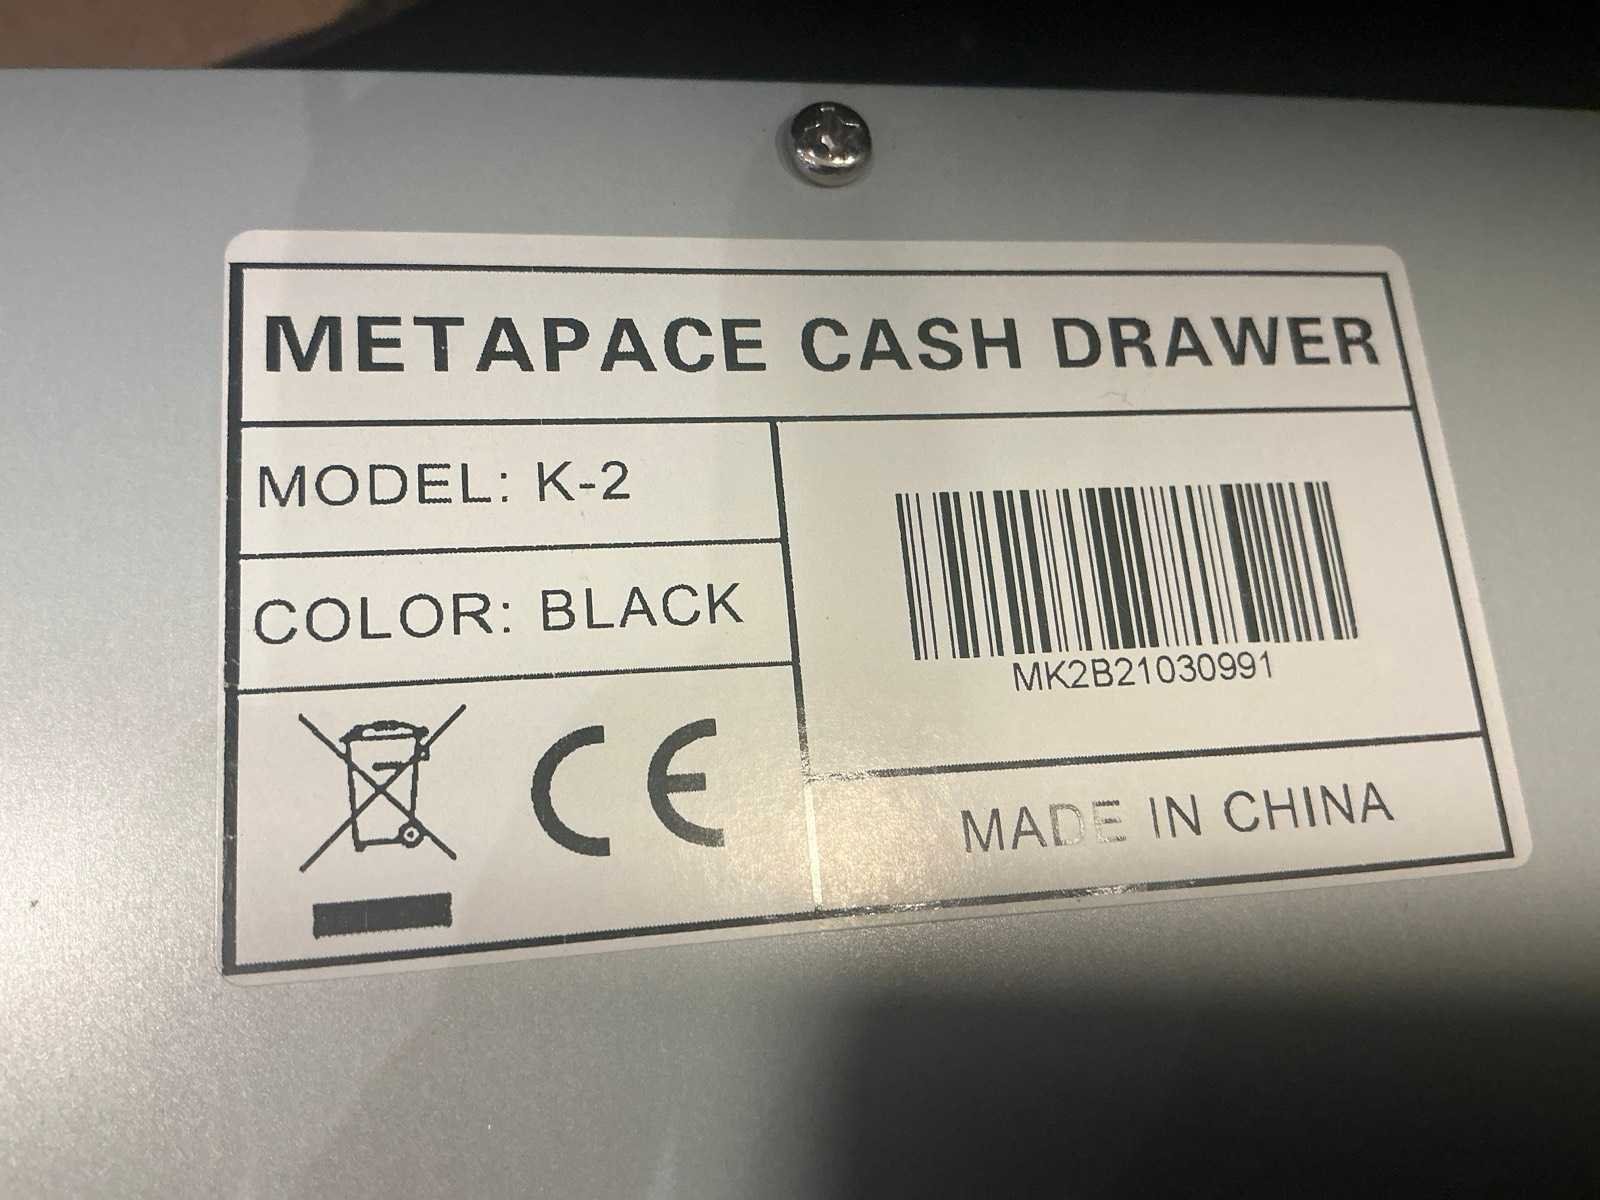 METAPACE CASH DRAWER
MODEL: K-2
COLOR: BLACK
MK2B21030991
CE
MADE IN CHINA